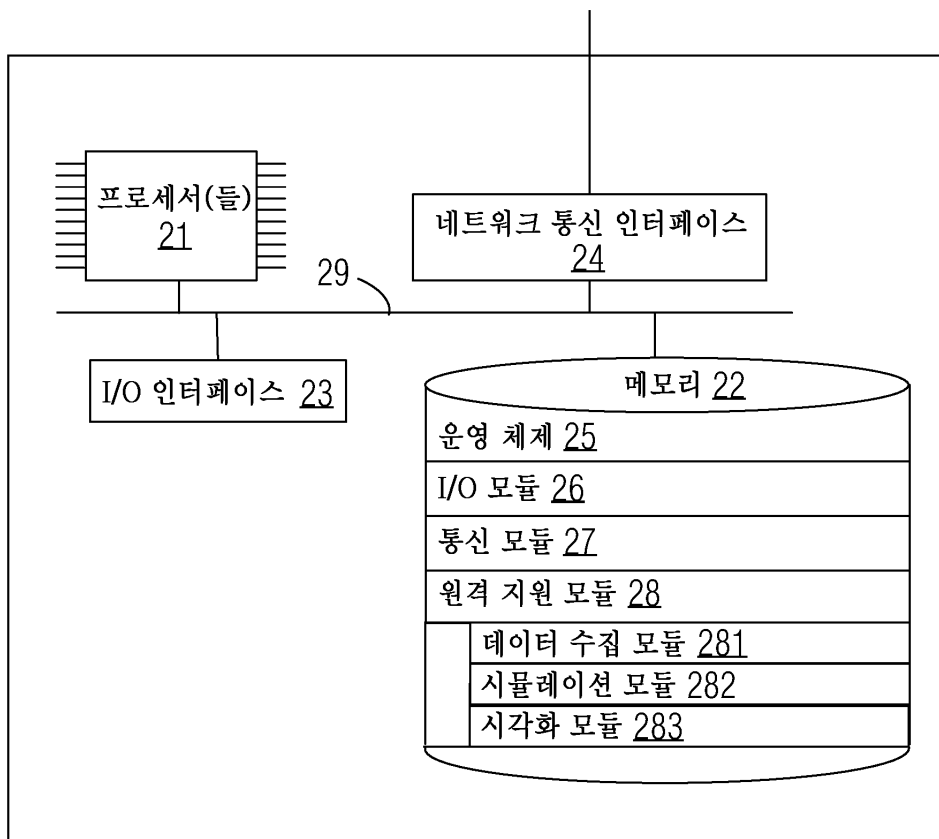 프로세서(들)
21
네트워크 통신 인터페이스
24
29
I/O 인터페이스 23
메모리 22
운영 체제 25
I/O 모듈 26
통신 모듈 27
원격 지원 모듈 28
데이터 수집 모듈 281
시뮬레이션 모듈 282
시각화 모듈 283